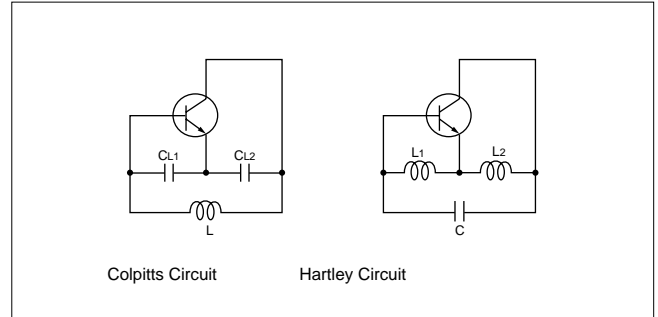 CL1 CL2
L
L1 L2
C
Colpitts Circuit
Hartley Circuit